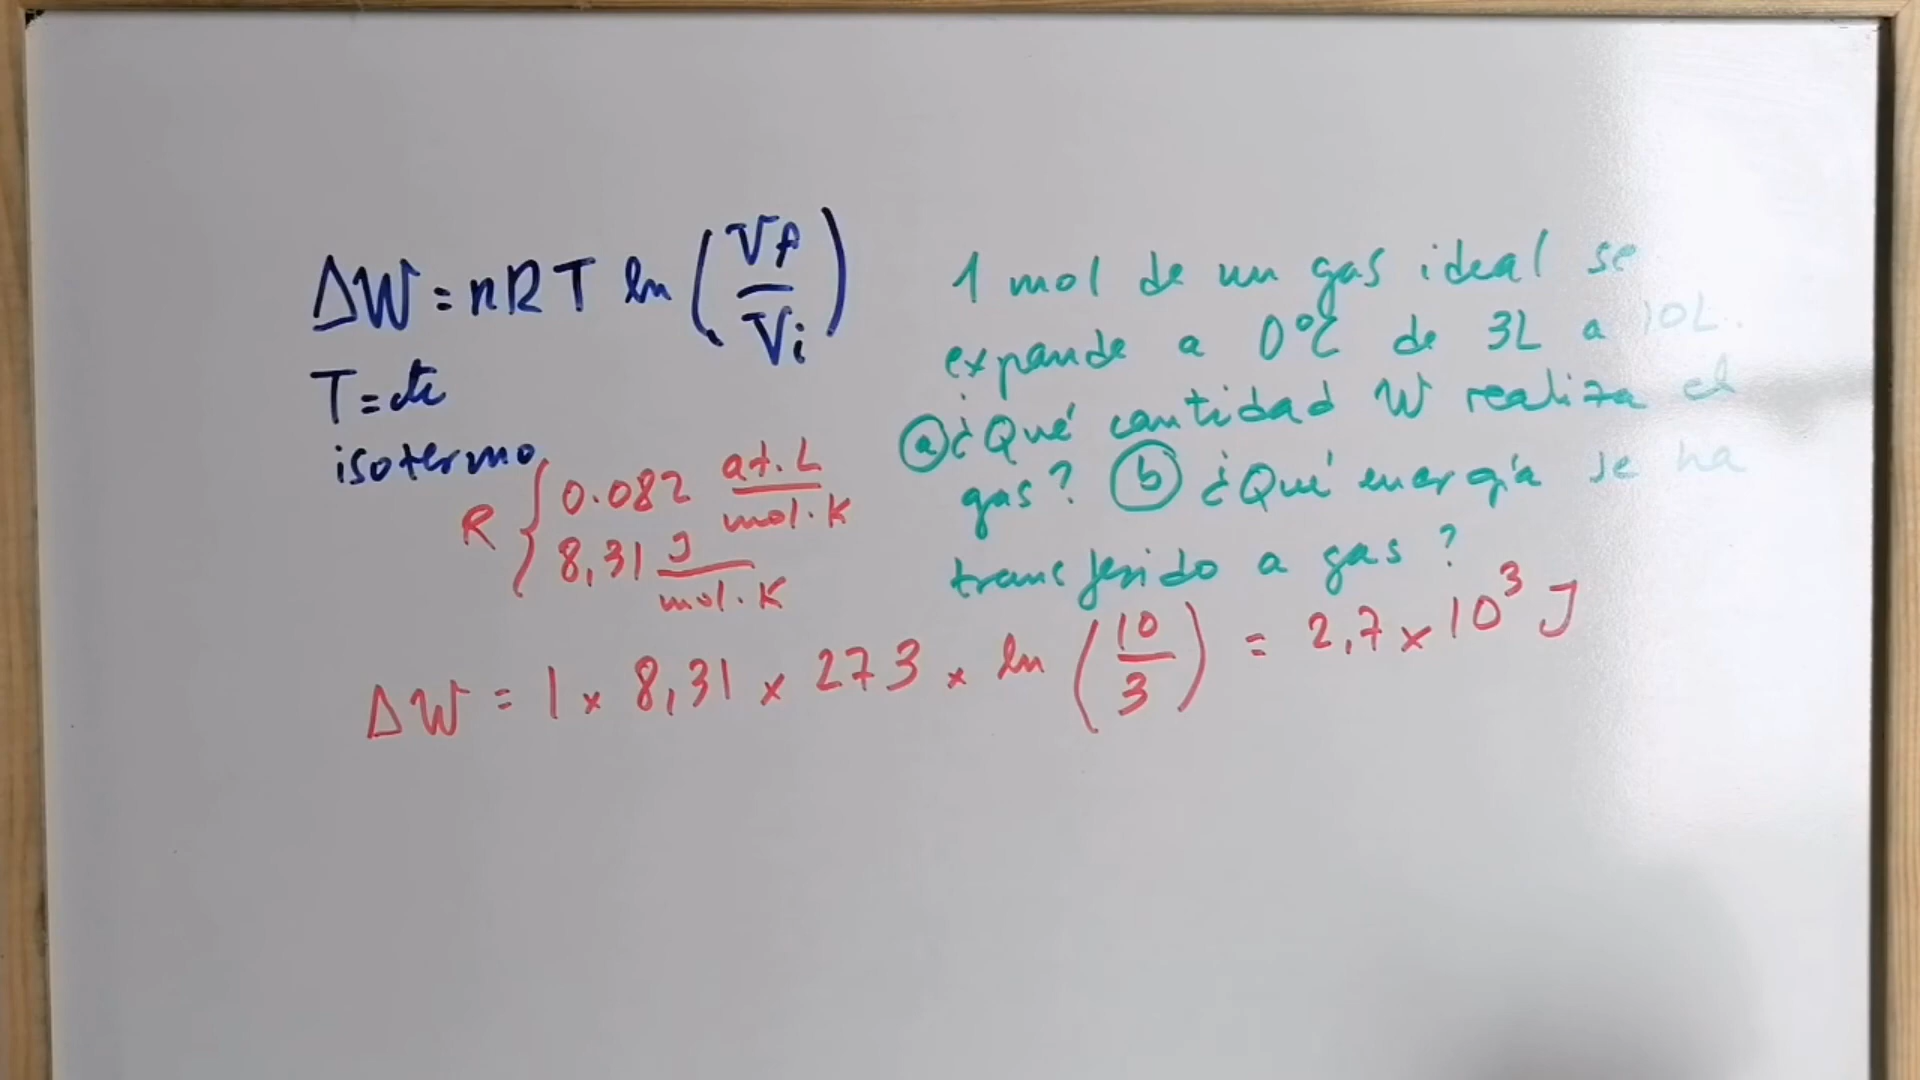 ΔW = nRT ln (Vf/Vi)
T = cte
isotermo
R { 0.082 at.L/mol.K
8,31 J/mol.K
1 mol de un gas ideal se
expande a 0°C de 3L a 10L.
ⓐ ¿Qué cantidad W realiza el
gas? ⓑ ¿Qué energía se ha
transferido a gas?
ΔW = 1 x 8,31 x 273 x ln (10/3) = 2,7 x 10³ J